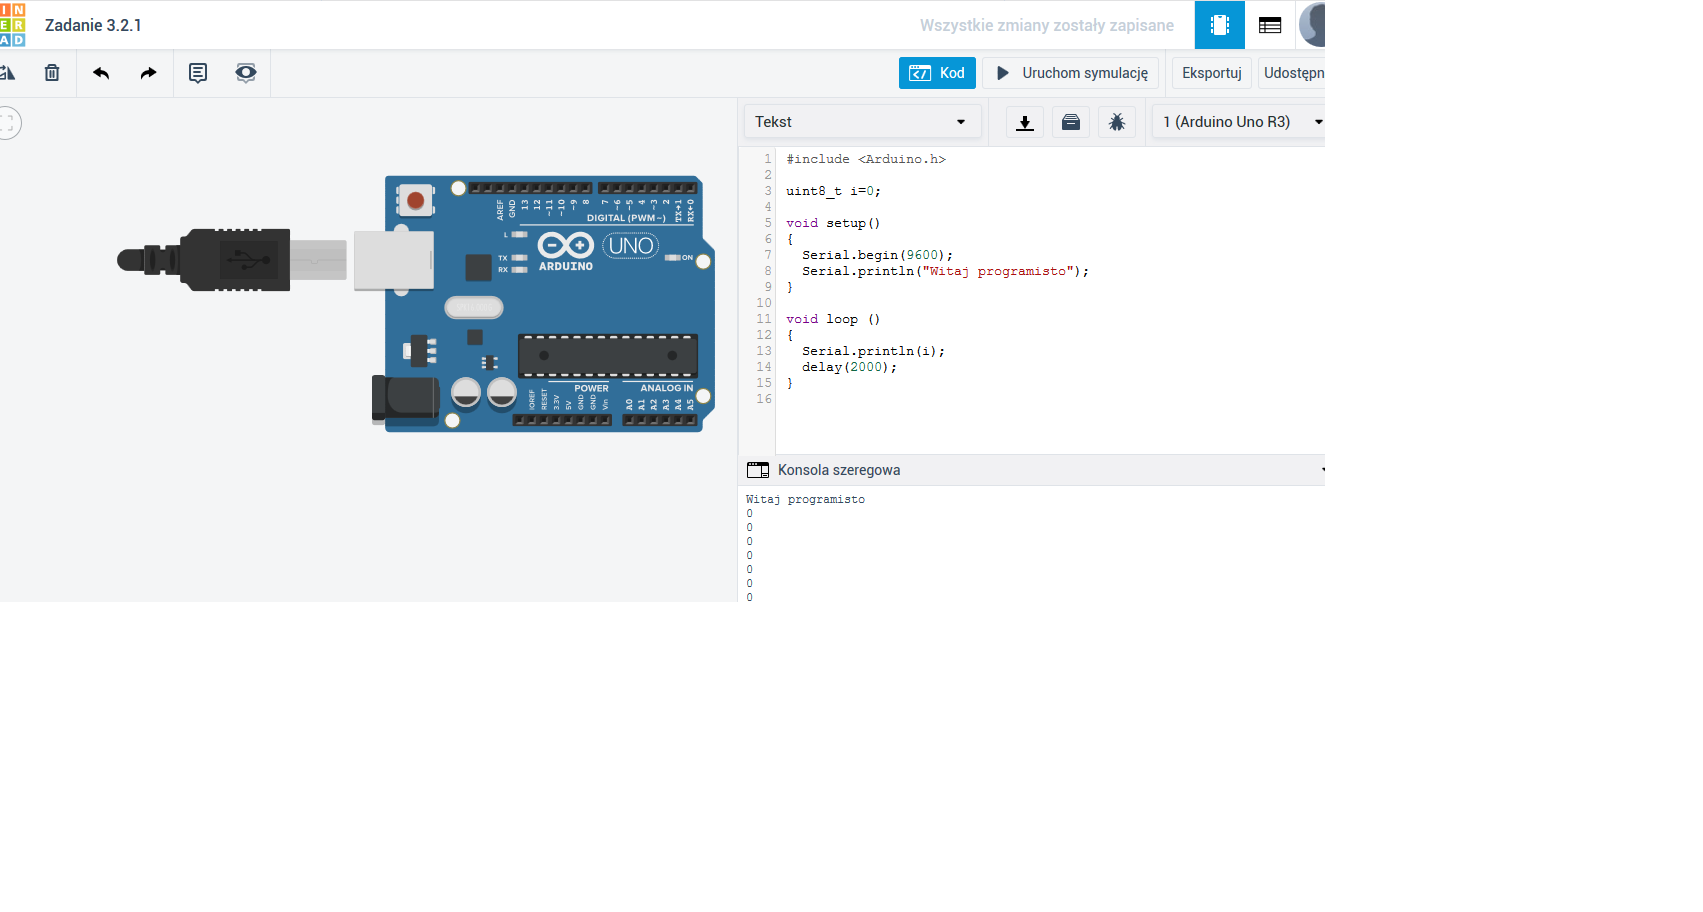 IN
ER
AD
Zadanie 3.2.1
Wszystkie zmiany zostały zapisane
Kod
Uruchom symulację
Eksportuj
Udostępn
Tekst
1 (Arduino Uno R3)
1 #include <Arduino.h>
2
3 uint8_t i=0;
4
5 void setup()
6 {
7 Serial.begin(9600);
8 Serial.println("Witaj programisto");
9 }
10
11 void loop ()
12 {
13 Serial.println(i);
14 delay(2000);
15 }
16
AREF GND 13 12 ~11 ~10 ~9 8 7 ~6 ~5 4 ~3 2 TX→1 RX←0
DIGITAL (PWM~)
L
TX
RX
ARDUINO
UNO
ON
POWER
ANALOG IN
IOREF RESET 3.3V 5V GND GND Vin A0 A1 A2 A3 A4 A5
Konsola szeregowa
Witaj programisto
0
0
0
0
0
0
0